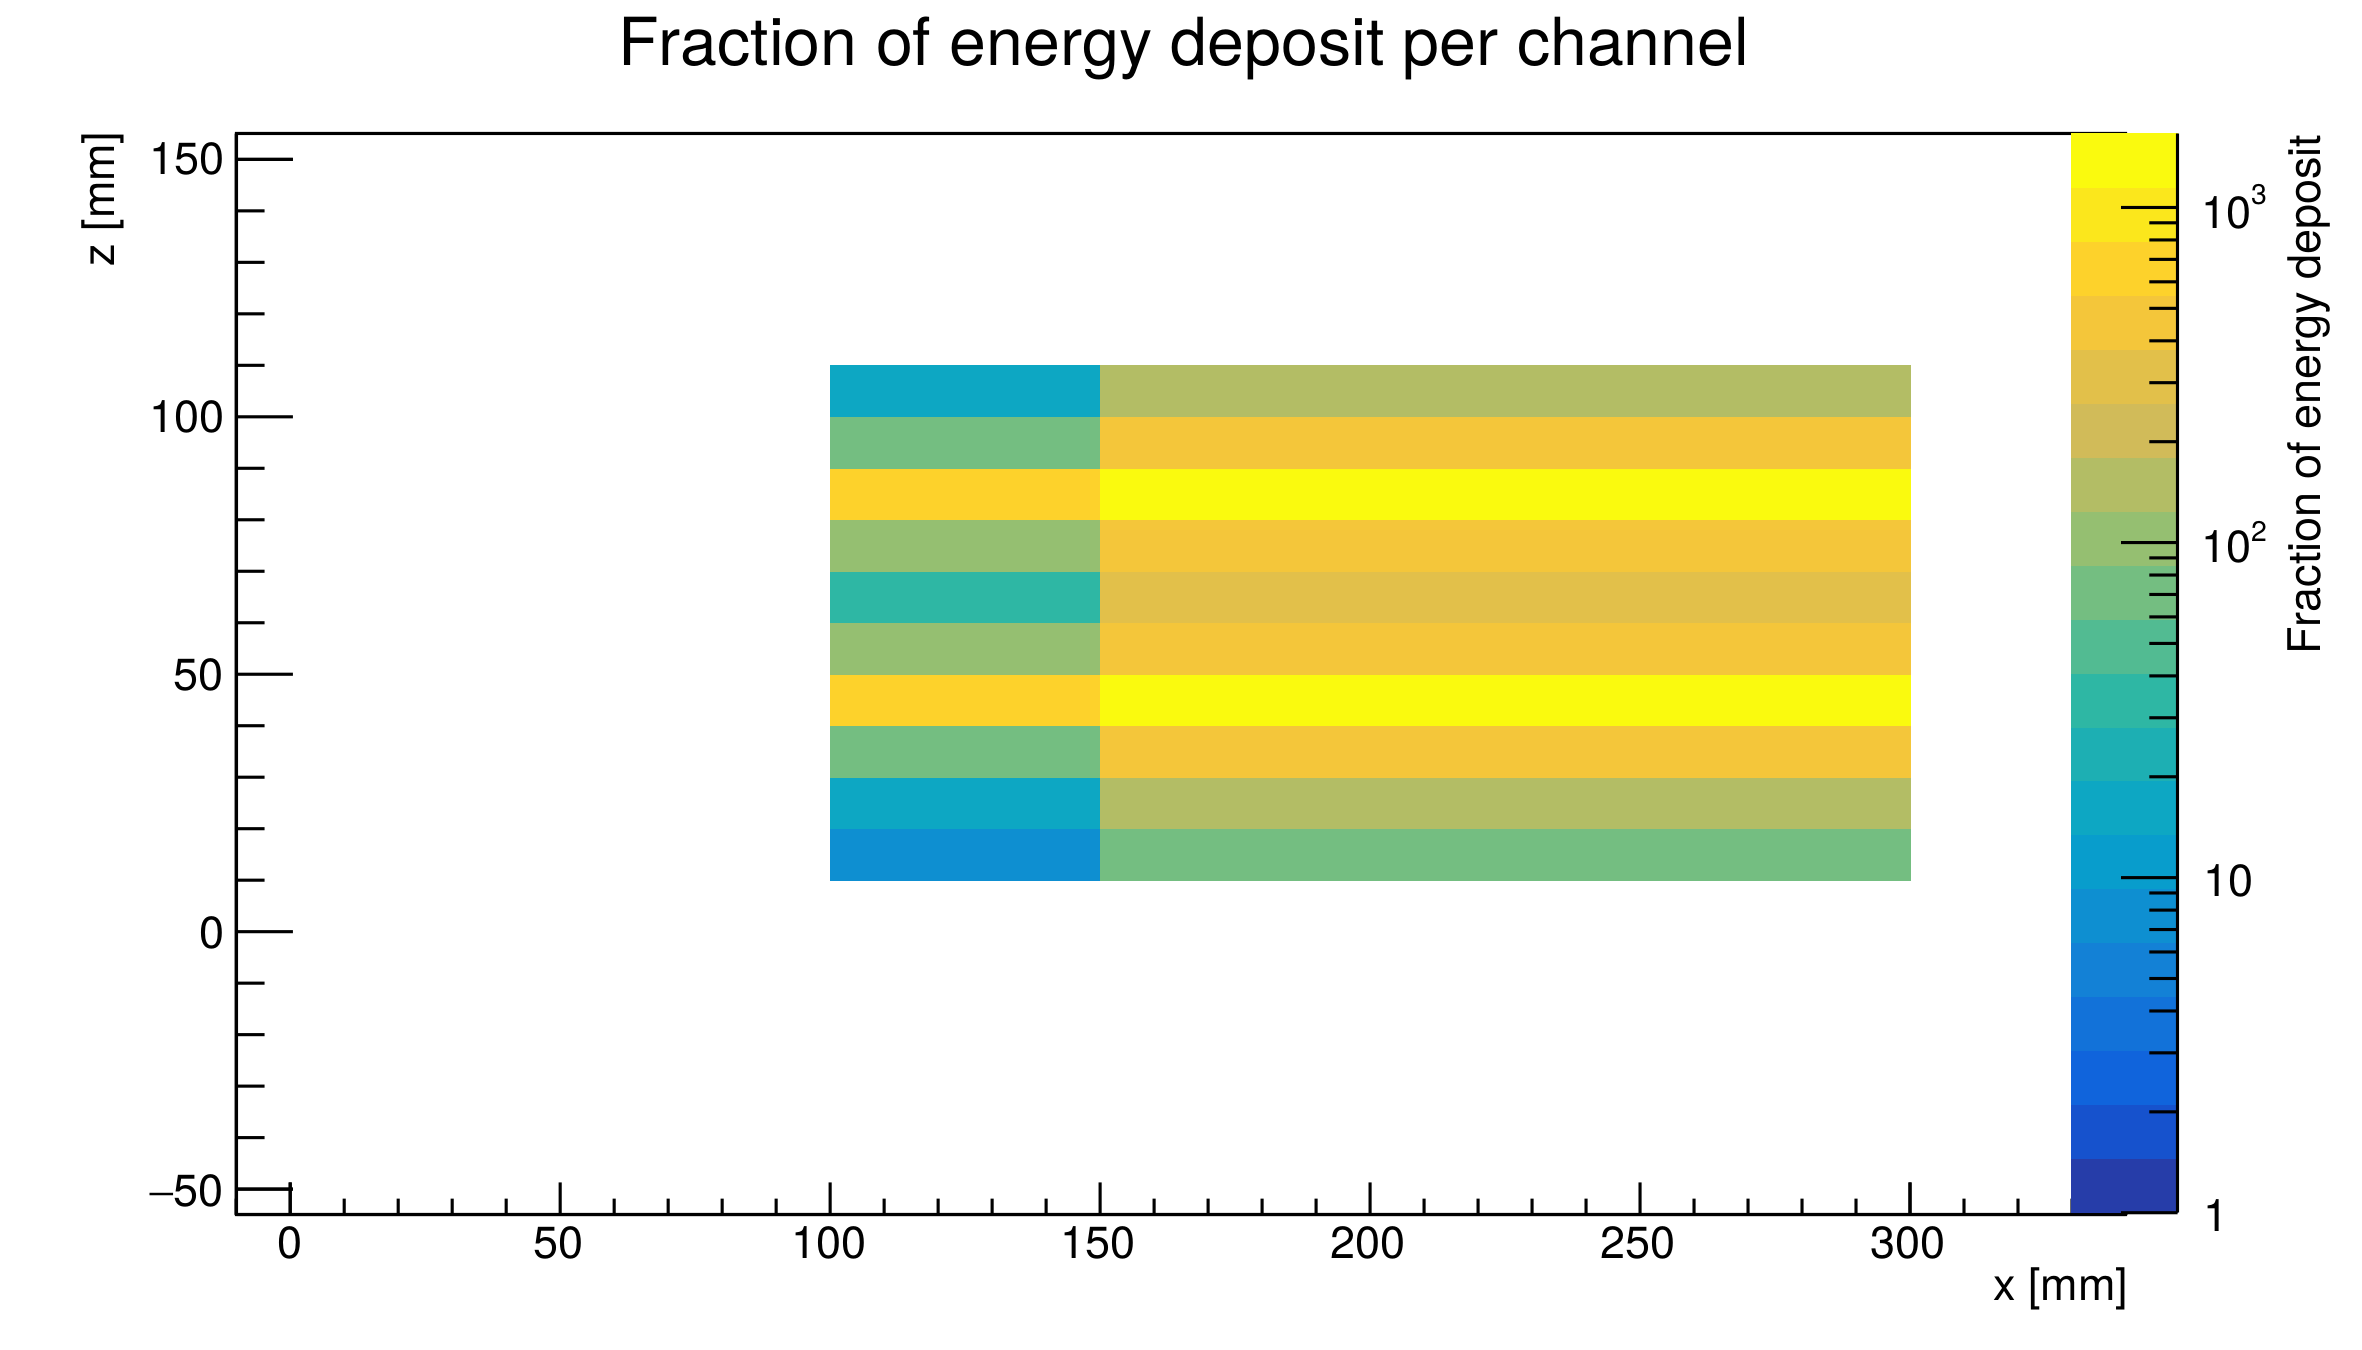 Fraction of energy deposit per channel
z [mm]
150
100
50
0
−50
0 50 100 150 200 250 300
x [mm]
10³
10²
10
1
Fraction of energy deposit